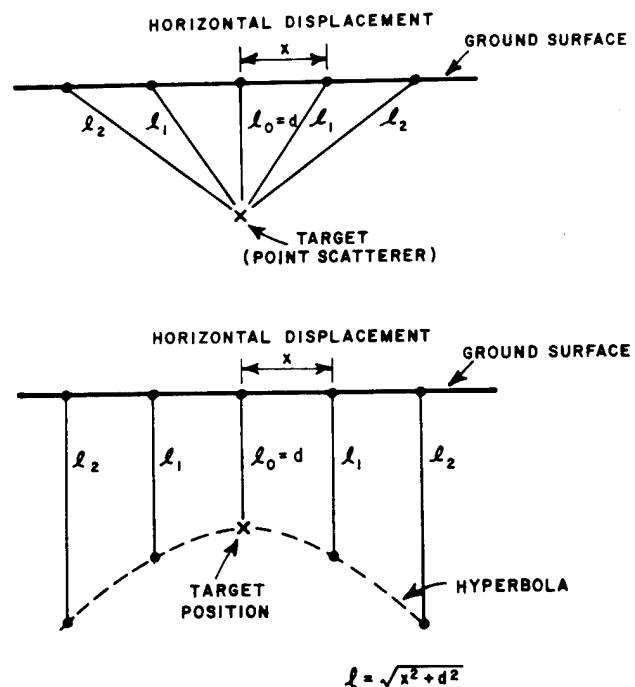 HORIZONTAL DISPLACEMENT
x
GROUND SURFACE
ℓ₂
ℓ₁
ℓ₀ = d
ℓ₁
ℓ₂
TARGET
(POINT SCATTERER)
HORIZONTAL DISPLACEMENT
x
GROUND SURFACE
ℓ₂
ℓ₁
ℓ₀ = d
ℓ₁
ℓ₂
TARGET
POSITION
HYPERBOLA
ℓ = √x² + d²